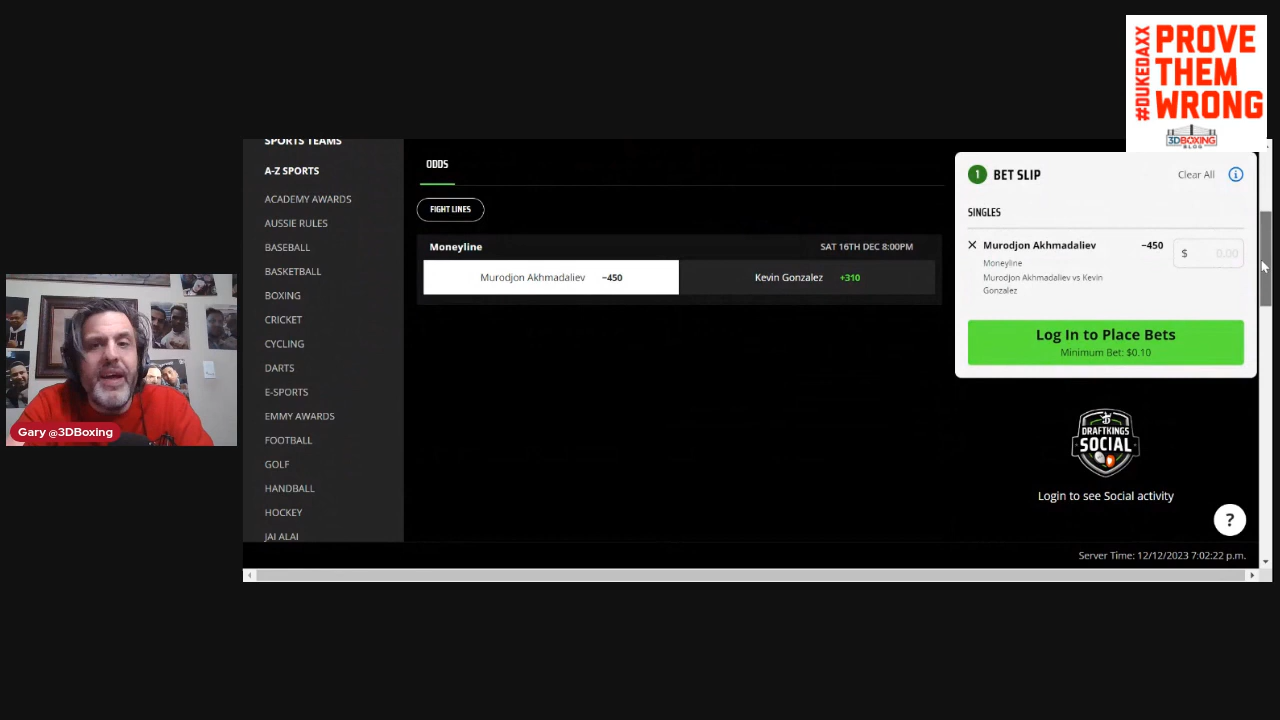 #DUKEDAXX
PROVE
THEM
WRONG
3DBOXING
BLOG
SPORTS TEAMS
A-Z SPORTS
ACADEMY AWARDS
AUSSIE RULES
BASEBALL
BASKETBALL
BOXING
CRICKET
CYCLING
DARTS
E-SPORTS
EMMY AWARDS
FOOTBALL
GOLF
HANDBALL
HOCKEY
JAI ALAI
ODDS
FIGHT LINES
Moneyline SAT 16TH DEC 8:00PM
Murodjon Akhmadaliev −450 Kevin Gonzalez +310
1 BET SLIP Clear All i
SINGLES
× Murodjon Akhmadaliev −450 $ 0.00
Moneyline
Murodjon Akhmadaliev vs Kevin
Gonzalez
Log In to Place Bets
Minimum Bet: $0.10
DRAFTKINGS
SOCIAL
Login to see Social activity
?
Server Time: 12/12/2023 7:02:22 p.m.
Gary @3DBoxing